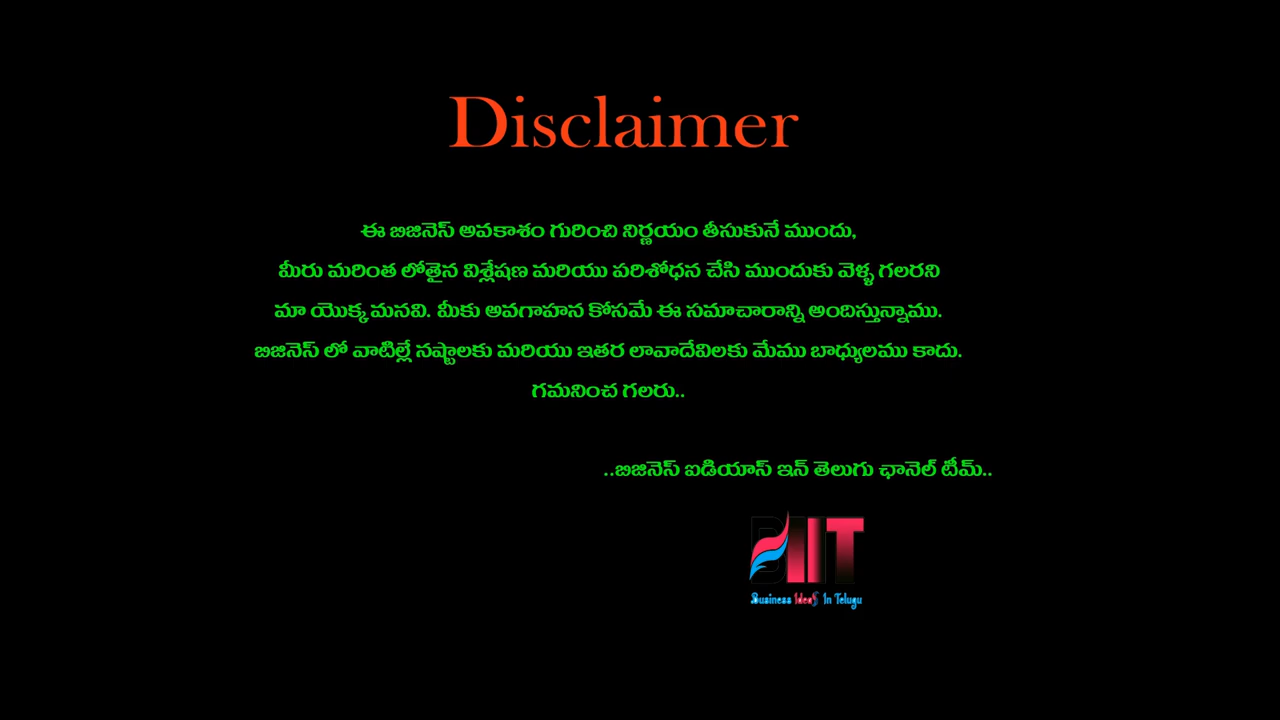 Disclaimer
ఈ బిజినెస్ అవకాశం గురించి నిర్ణయం తీసుకునే ముందు,
మీరు మరింత లోతైన విశ్లేషణ మరియు పరిశోధన చేసి ముందుకు వెళ్ళ గలరని
మా యొక్క మనవి. మీకు అవగాహన కోసమే ఈ సమాచారాన్ని అందిస్తున్నాము.
బిజినెస్ లో వాటిల్లే నష్టాలకు మరియు ఇతర లావాదేవిలకు మేము బాధ్యులము కాదు.
గమనించ గలరు..
..బిజినెస్ ఐడియాస్ ఇన్ తెలుగు ఛానెల్ టీమ్..
BIIT
Business IdeaS In Telugu